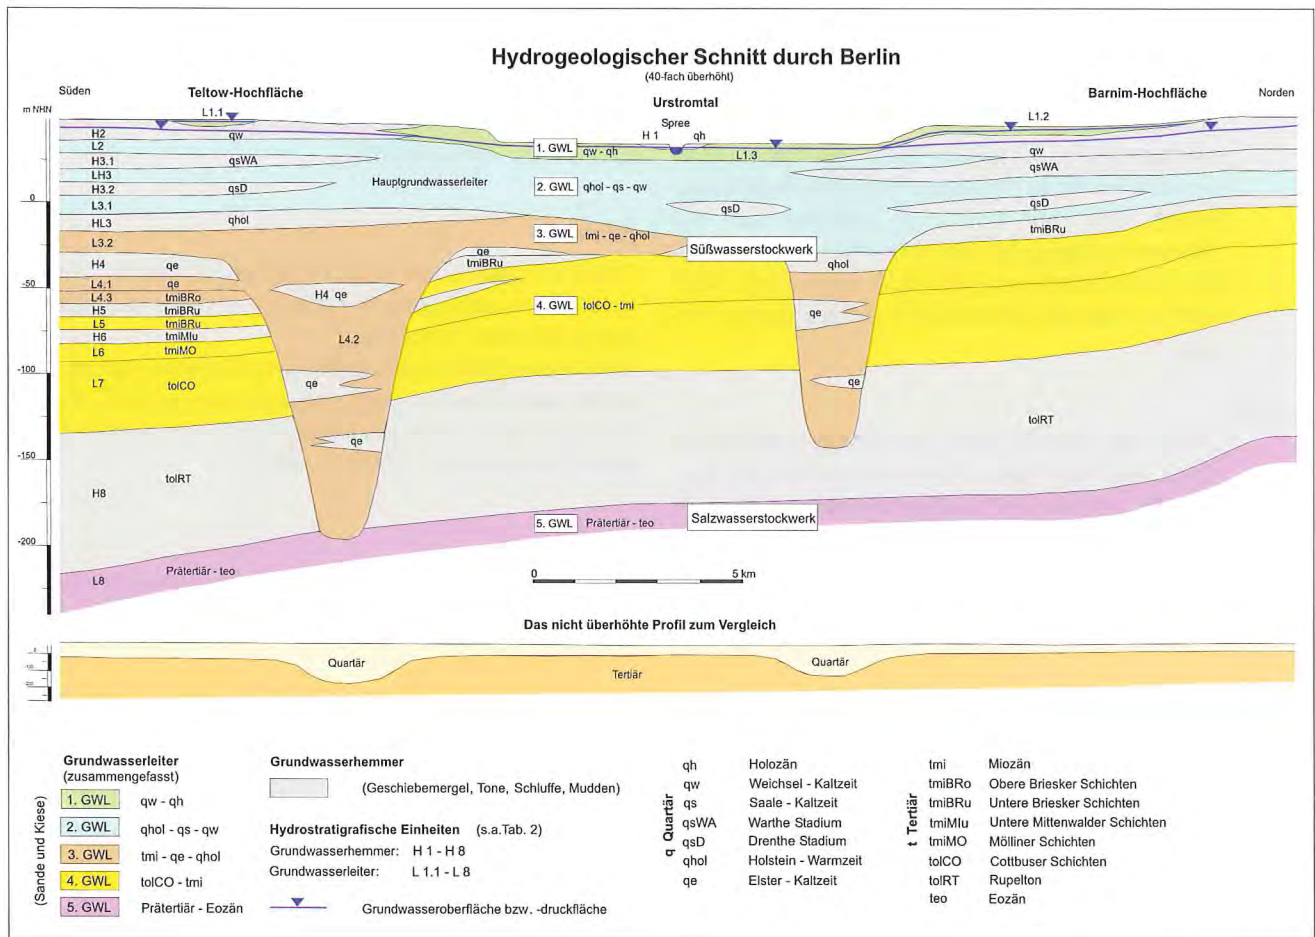 Hydrogeologischer Schnitt durch Berlin
(40-fach überhöht)
Süden
Teltow-Hochfläche
Urstromtal
Barnim-Hochfläche
Norden
m NHN
L1.1
Spree
H 1
qh
L1.2
H2
qw
1. GWL
qw - qh
L1.3
qw
L2
H3.1
qsWA
qsWA
LH3
Hauptgrundwasserleiter
2. GWL
qhol - qs - qw
H3.2
qsD
qsD
qsD
0
L3.1
HL3
qhol
tmiBRu
L3.2
3. GWL
tmi - qe - qhol
Süßwasserstockwerk
qe
tmiBRu
H4
qe
qhol
-50
L4.1
qe
H4
qe
L4.3
tmiBRo
4. GWL
tolCO - tmi
H5
tmiBRu
qe
L5
tmiBRu
H6
tmiMlu
L4.2
L6
tmiMO
-100
L7
tolCO
qe
qe
tolRT
qe
-150
tolRT
H8
5. GWL
Prätertiär - teo
Salzwasserstockwerk
-200
L8
Prätertiär - teo
0
5 km
Das nicht überhöhte Profil zum Vergleich
Quartär
Quartär
Tertiär
Grundwasserleiter
(zusammengefasst)
(Sande und Kiese)
1. GWL
qw - qh
2. GWL
qhol - qs - qw
3. GWL
tmi - qe - qhol
4. GWL
tolCO - tmi
5. GWL
Prätertiär - Eozän
Grundwasserhemmer
(Geschiebemergel, Tone, Schluffe, Mudden)
Hydrostratigrafische Einheiten (s.a.Tab. 2)
Grundwasserhemmer: H 1 - H 8
Grundwasserleiter: L 1.1 - L 8
Grundwasseroberfläche bzw. -druckfläche
q Quartär
qh Holozän
qw Weichsel - Kaltzeit
qs Saale - Kaltzeit
qsWA Warthe Stadium
qsD Drenthe Stadium
qhol Holstein - Warmzeit
qe Elster - Kaltzeit
t Tertiär
tmi Miozän
tmiBRo Obere Briesker Schichten
tmiBRu Untere Briesker Schichten
tmiMlu Untere Mittenwalder Schichten
tmiMO Mölliner Schichten
tolCO Cottbuser Schichten
tolRT Rupelton
teo Eozän